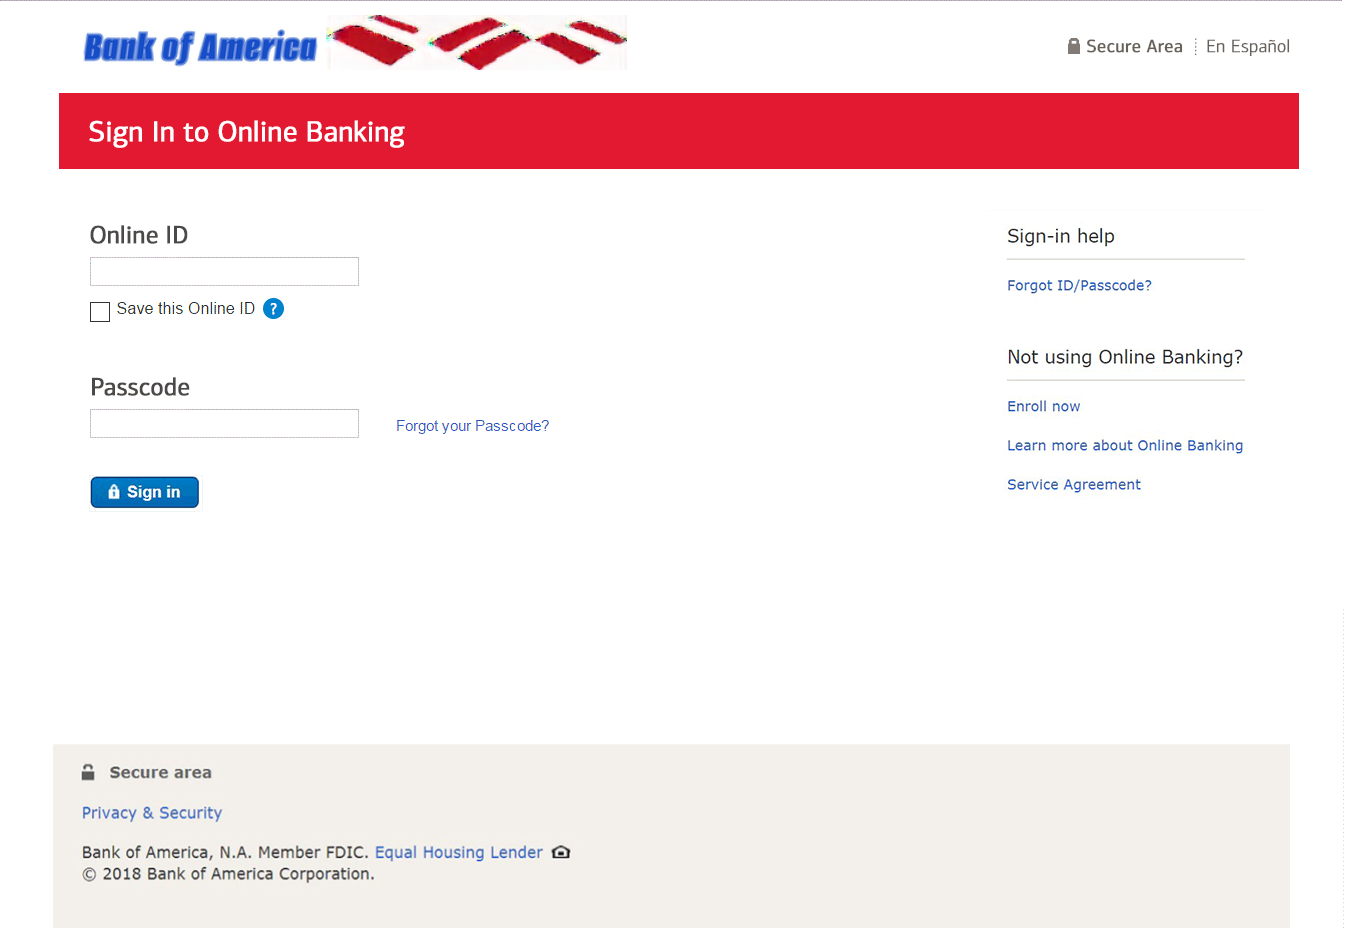 Bank of America
Secure Area
En Español
Sign In to Online Banking
Online ID
Save this Online ID ?
Passcode
Forgot your Passcode?
Sign in
Sign-in help
Forgot ID/Passcode?
Not using Online Banking?
Enroll now
Learn more about Online Banking
Service Agreement
Secure area
Privacy & Security
Bank of America, N.A. Member FDIC. Equal Housing Lender
© 2018 Bank of America Corporation.